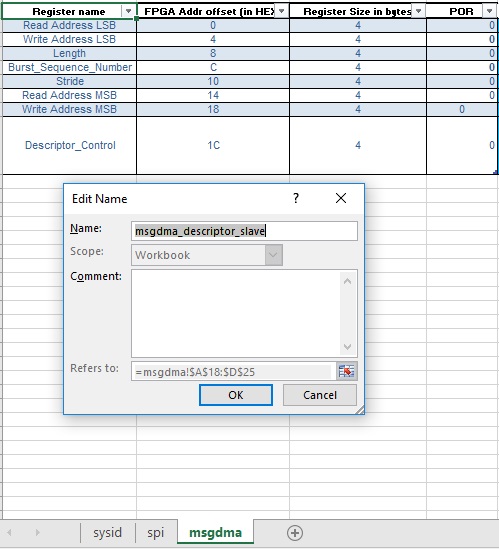 Register name FPGA Addr offset (in HEX Register Size in bytes POR
Read Address LSB 0 4 0
Write Address LSB 4 4 0
Length 8 4 0
Burst_Sequence_Number C 4 0
Stride 10 4 0
Read Address MSB 14 4 0
Write Address MSB 18 4 0
Descriptor_Control 1C 4 0
Edit Name ? X
Name: msgdma_descriptor_slave
Scope: Workbook
Comment:
Refers to: =msgdma!$A$18:$D$25
OK Cancel
sysid spi msgdma